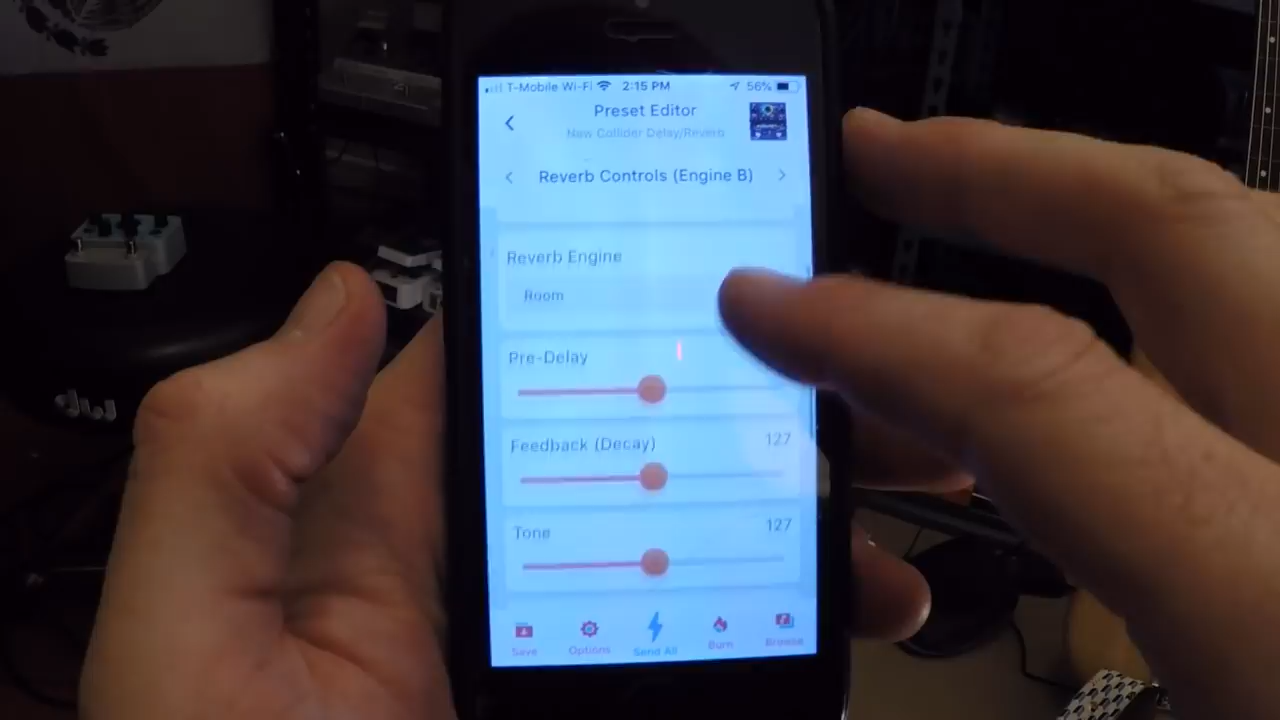 T-Mobile Wi-Fi 2:15 PM 56%
Preset Editor
New Collider Delay/Reverb
Reverb Controls (Engine B)
Reverb Engine
Room
Pre-Delay
Feedback (Decay) 127
Tone 127
Save Options Send All Burn Browse
dw